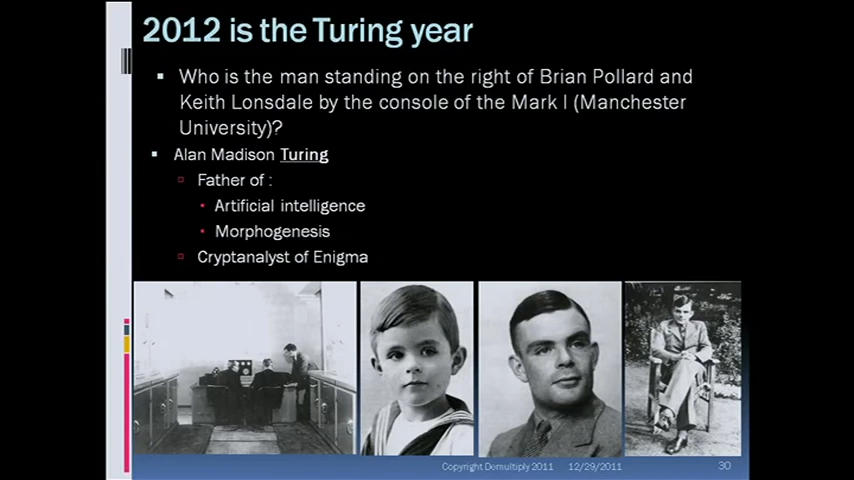 2012 is the Turing year
Who is the man standing on the right of Brian Pollard and
Keith Lonsdale by the console of the Mark I (Manchester
University)?
Alan Madison Turing
Father of :
Artificial intelligence
Morphogenesis
Cryptanalyst of Enigma
Copyright Demultiply 2011 12/29/2011 30